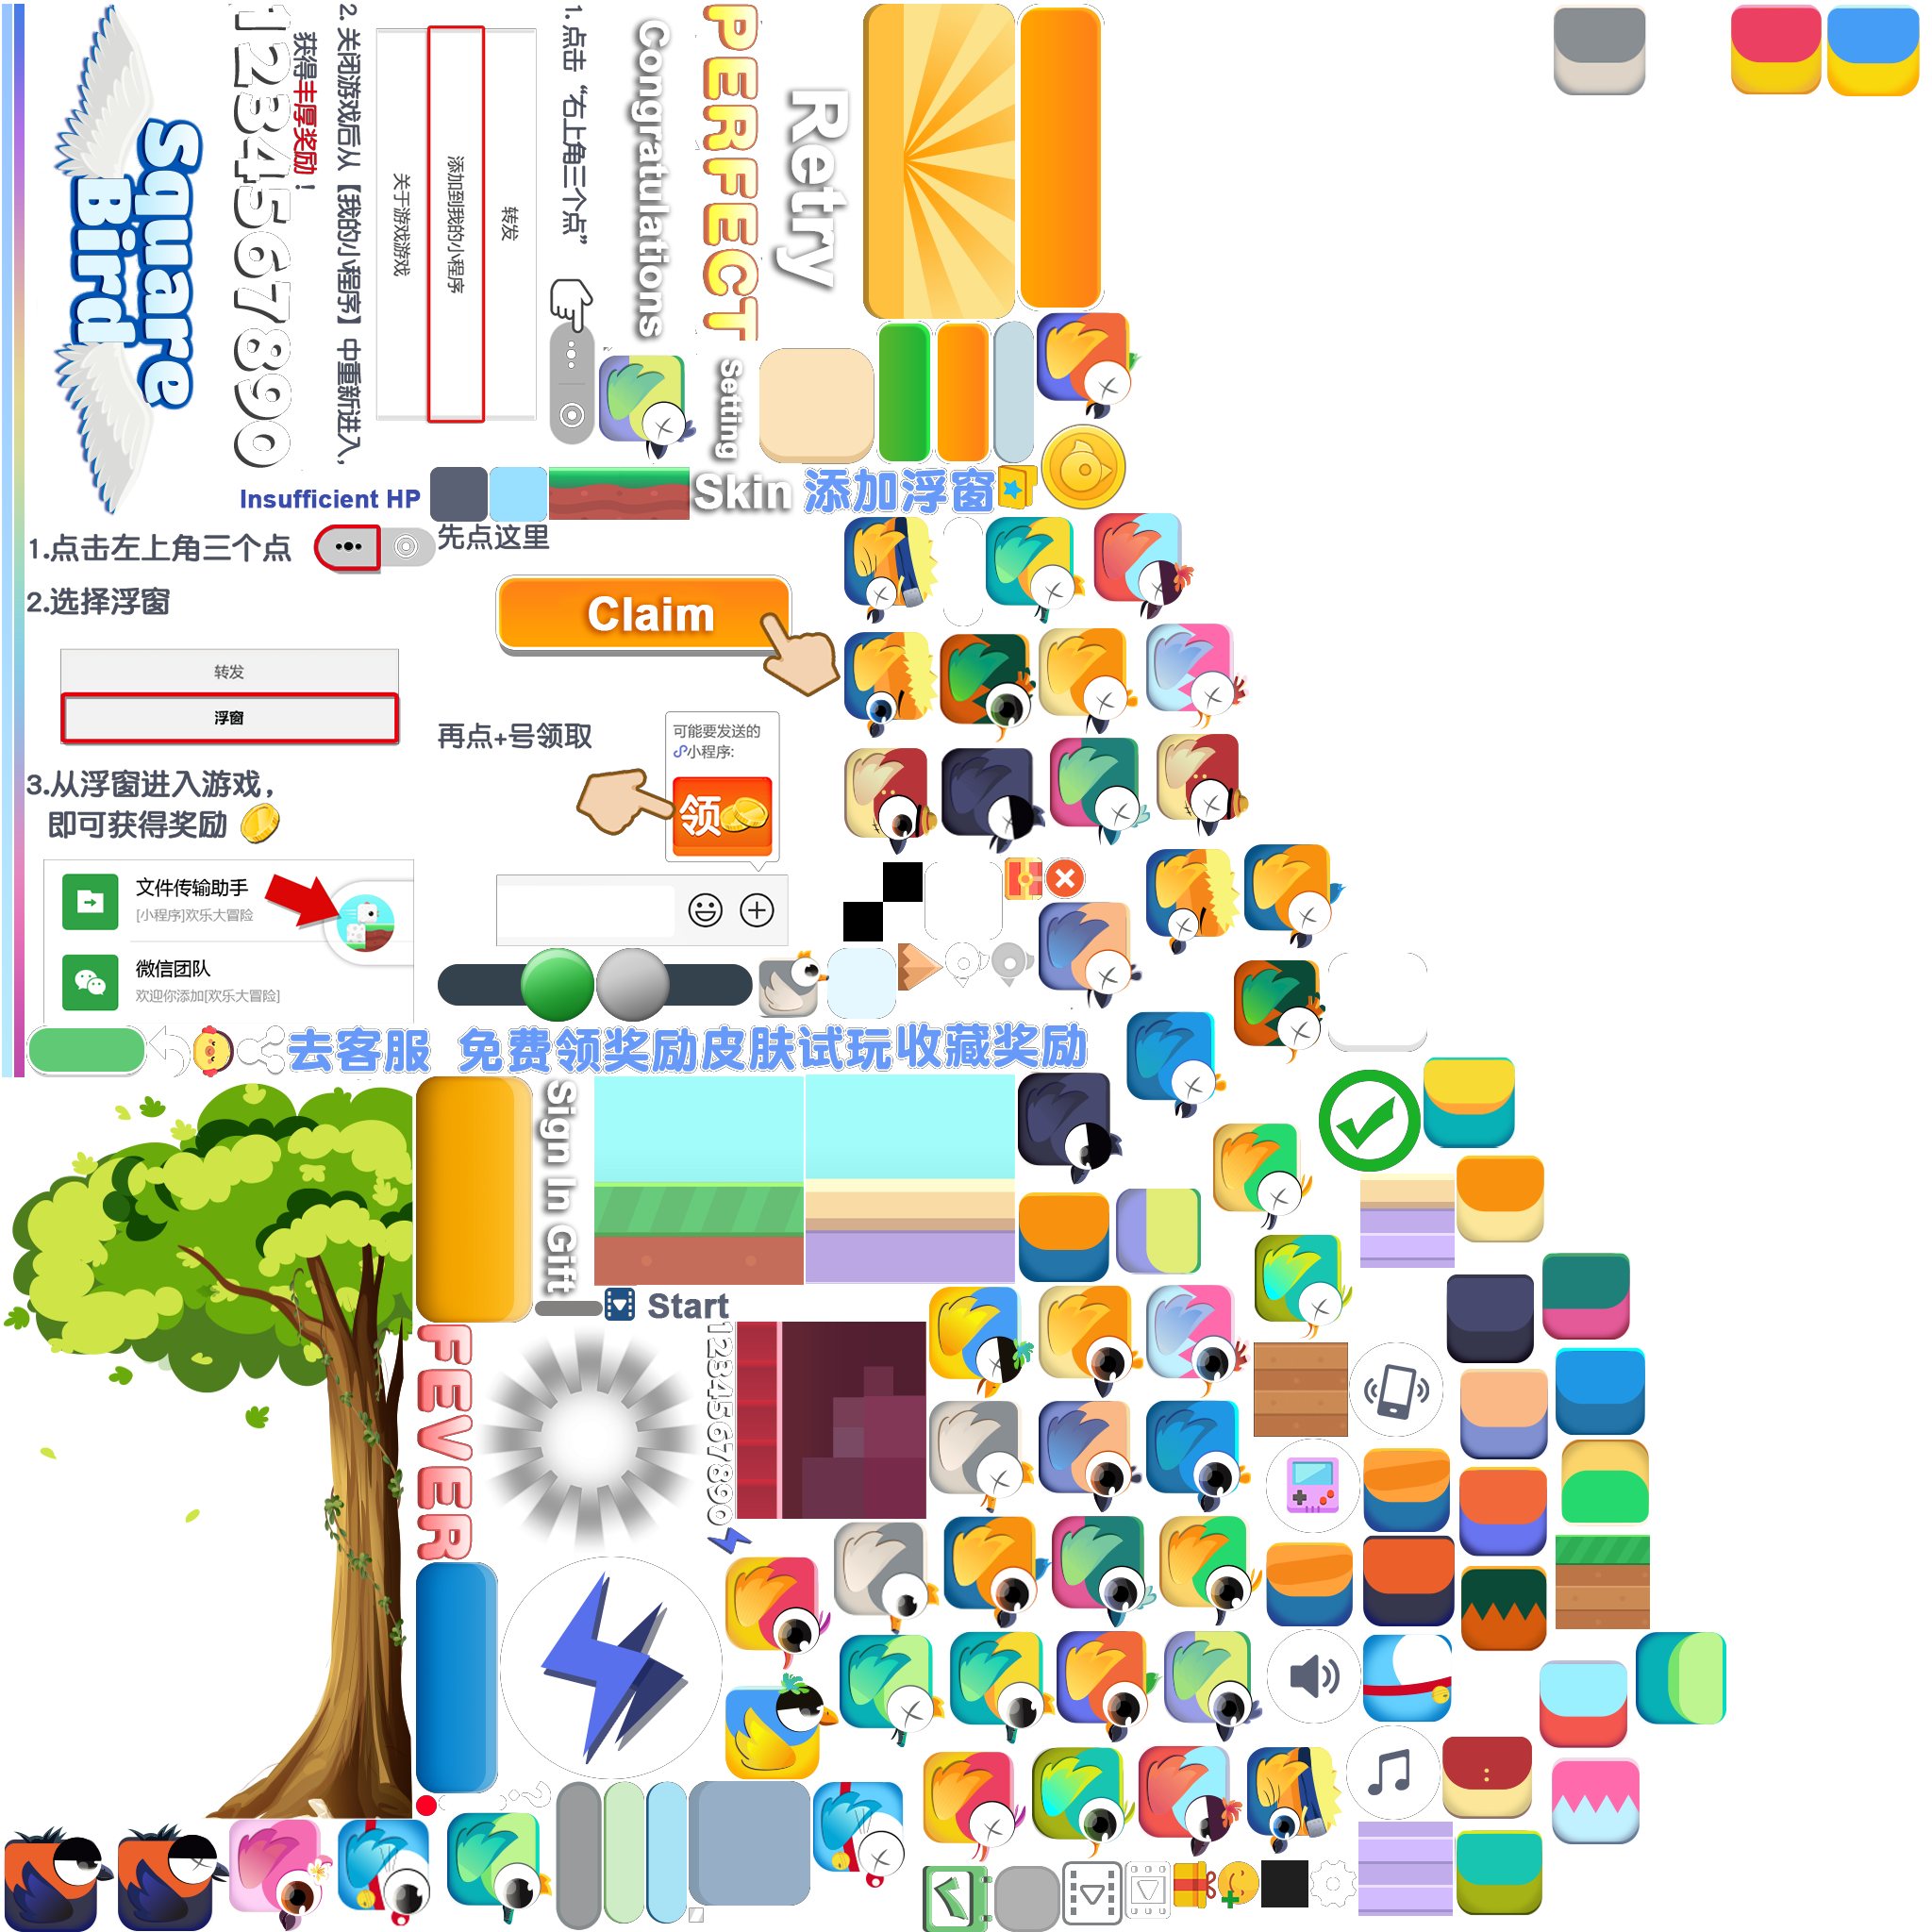 Square
Bird
1234567890
获得丰厚奖励！
2. 关闭游戏后从【我的小程序】中重新进入，
关于游戏游戏
添加到我的小程序
转发
1. 点击“右上角三个点”
Congratulations
PERFECT
Retry
Setting
Insufficient HP
Skin
添加浮窗
1.点击左上角三个点
先点这里
2.选择浮窗
Claim
转发
浮窗
再点+号领取
可能要发送的
小程序:
领
3.从浮窗进入游戏，
即可获得奖励
文件传输助手
[小程序]欢乐大冒险
微信团队
欢迎你添加[欢乐大冒险]
去客服
免费领奖励
皮肤试玩
收藏奖励
Sign In Gift
Start
FEVER
1234567890